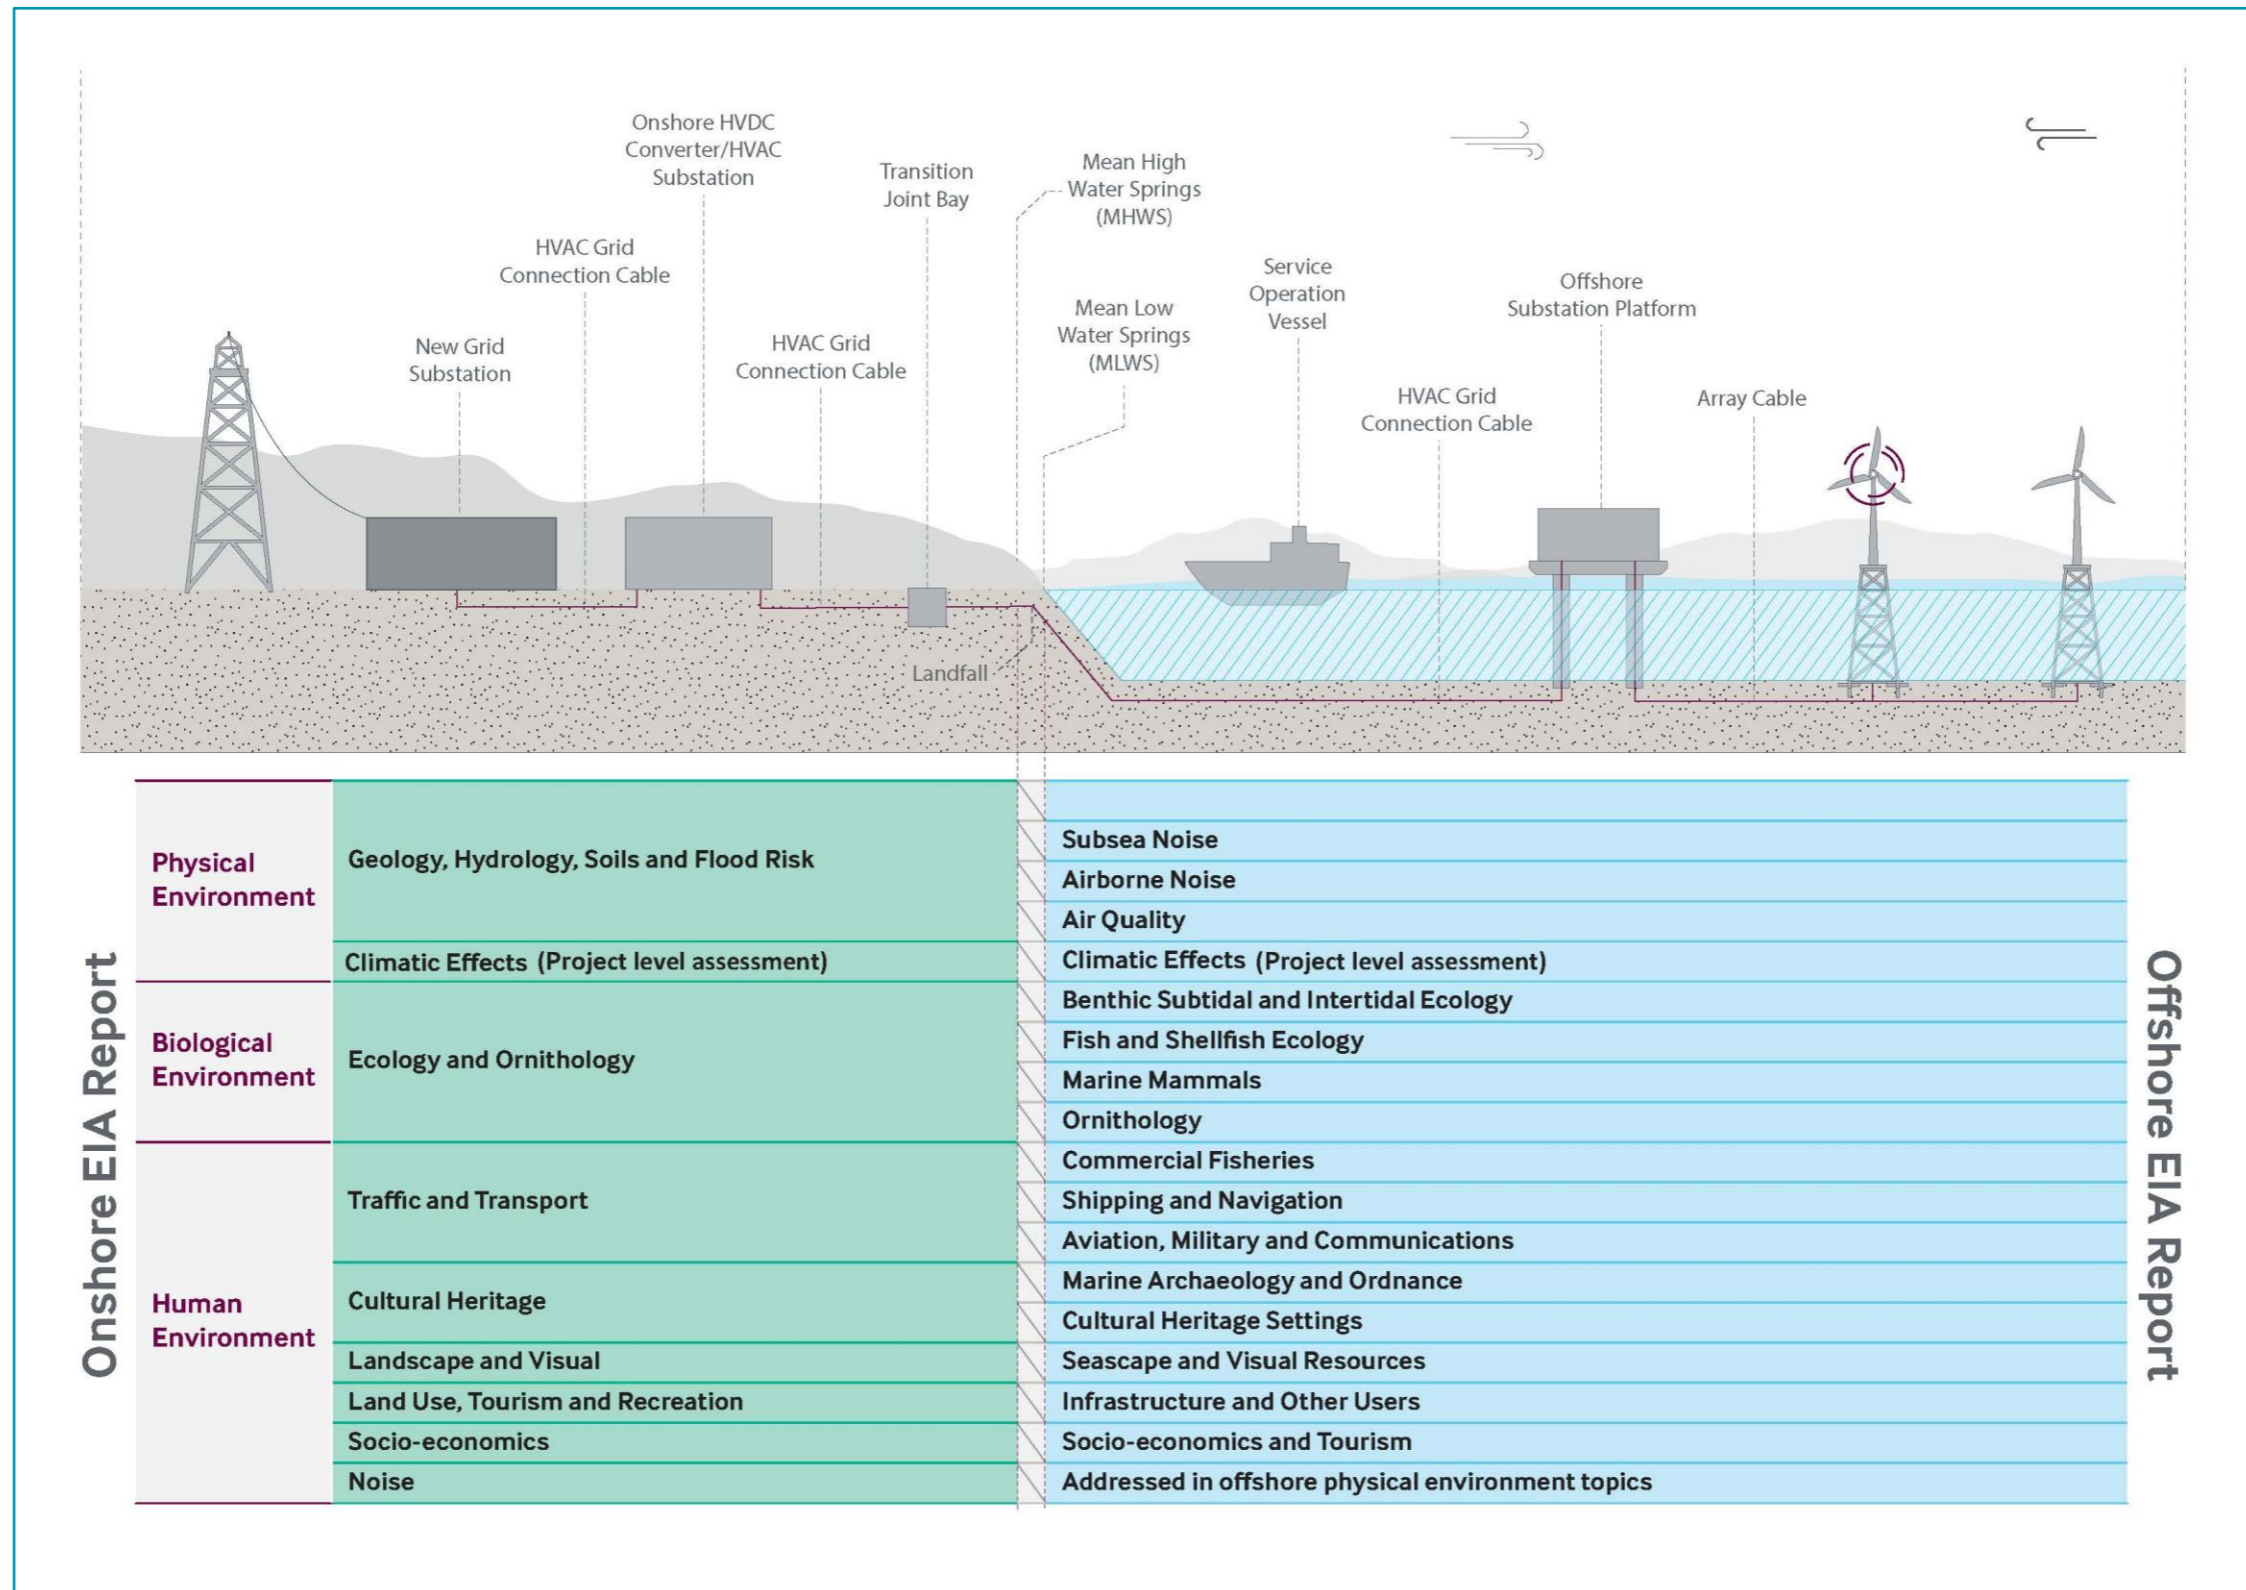 Onshore HVDC
Converter/HVAC
Substation
Transition
Joint Bay
Mean High
Water Springs
(MHWS)
HVAC Grid
Connection Cable
Service
Operation
Vessel
Offshore
Substation Platform
Mean Low
Water Springs
(MLWS)
New Grid
Substation
HVAC Grid
Connection Cable
HVAC Grid
Connection Cable
Array Cable
Landfall
Onshore EIA Report
Physical
Environment
Geology, Hydrology, Soils and Flood Risk
Climatic Effects (Project level assessment)
Biological
Environment
Ecology and Ornithology
Human
Environment
Traffic and Transport
Cultural Heritage
Landscape and Visual
Land Use, Tourism and Recreation
Socio-economics
Noise
Subsea Noise
Airborne Noise
Air Quality
Climatic Effects (Project level assessment)
Benthic Subtidal and Intertidal Ecology
Fish and Shellfish Ecology
Marine Mammals
Ornithology
Commercial Fisheries
Shipping and Navigation
Aviation, Military and Communications
Marine Archaeology and Ordnance
Cultural Heritage Settings
Seascape and Visual Resources
Infrastructure and Other Users
Socio-economics and Tourism
Addressed in offshore physical environment topics
Offshore EIA Report